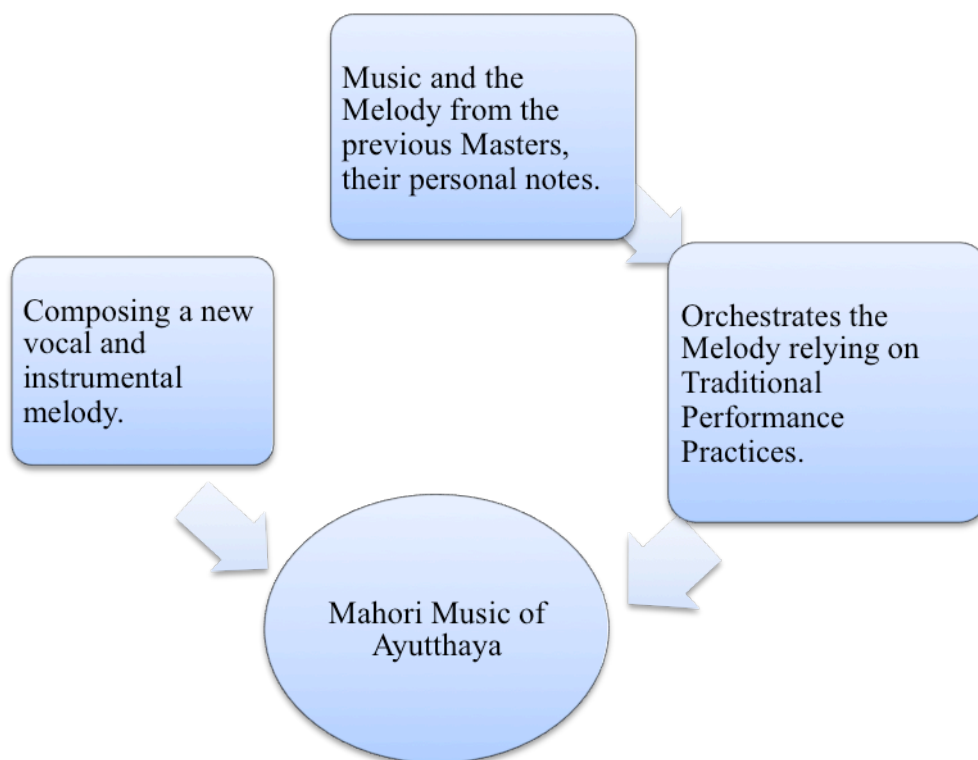 Music and the
Melody from the
previous Masters,
their personal notes.
Composing a new
vocal and
instrumental
melody.
Orchestrates the
Melody relying on
Traditional
Performance
Practices.
Mahori Music of
Ayutthaya